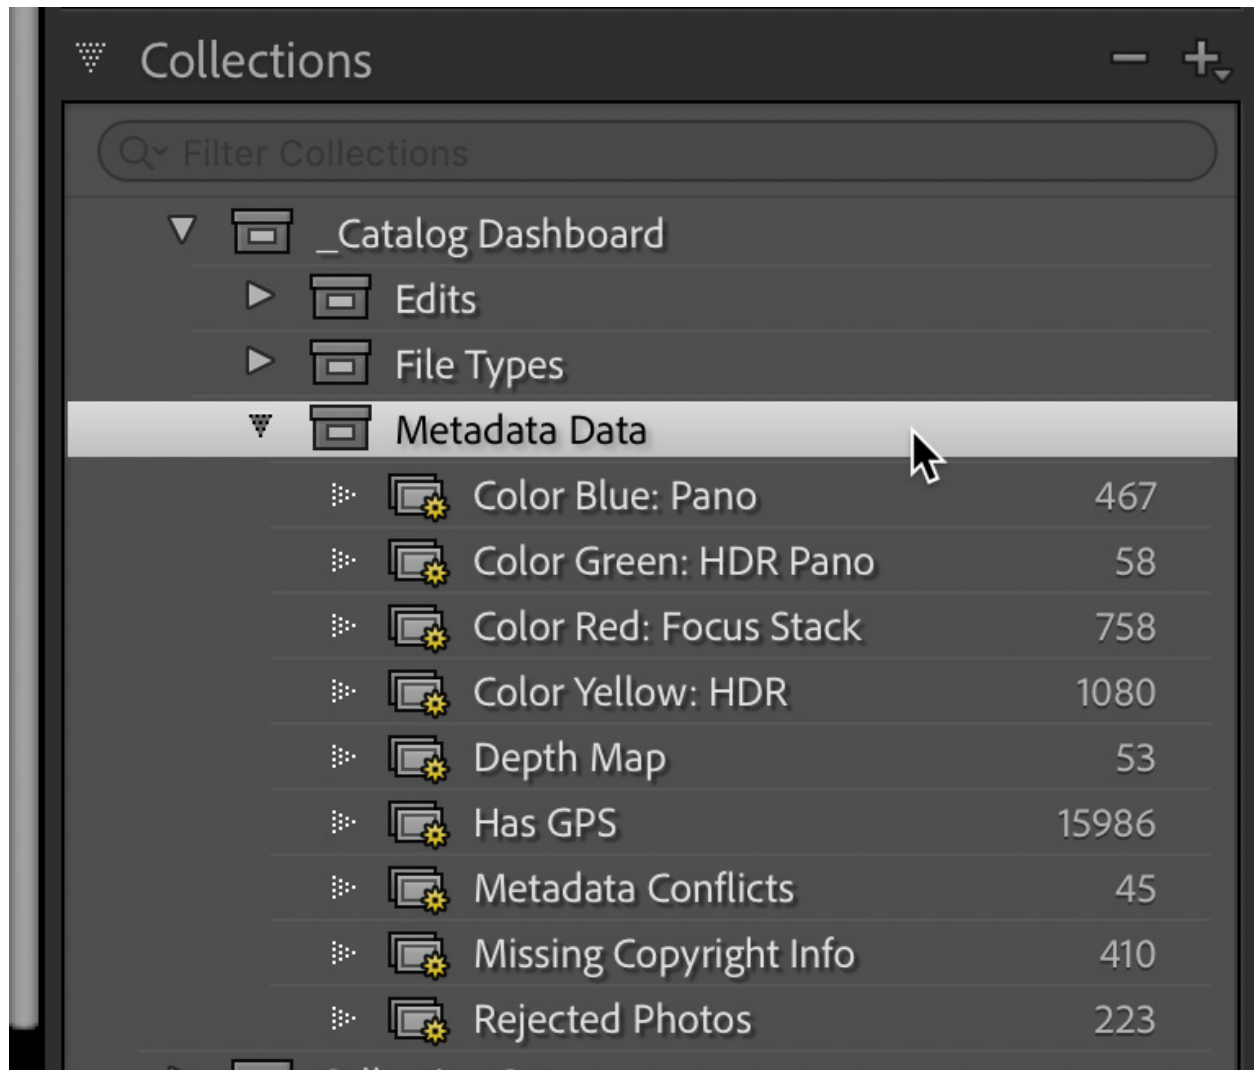 Collections
Filter Collections
_Catalog Dashboard
Edits
File Types
Metadata Data
Color Blue: Pano 467
Color Green: HDR Pano 58
Color Red: Focus Stack 758
Color Yellow: HDR 1080
Depth Map 53
Has GPS 15986
Metadata Conflicts 45
Missing Copyright Info 410
Rejected Photos 223